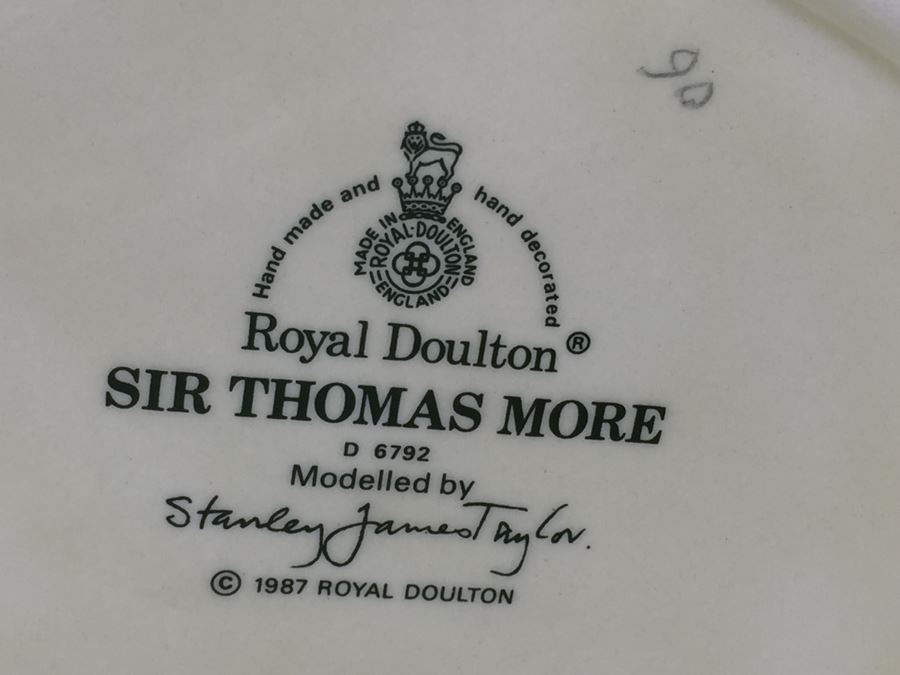 Hand made and hand decorated
MADE IN ENGLAND
ROYAL·DOULTON
ENGLAND
Royal Doulton®
SIR THOMAS MORE
D 6792
Modelled by
Stanley James Taylor.
© 1987 ROYAL DOULTON